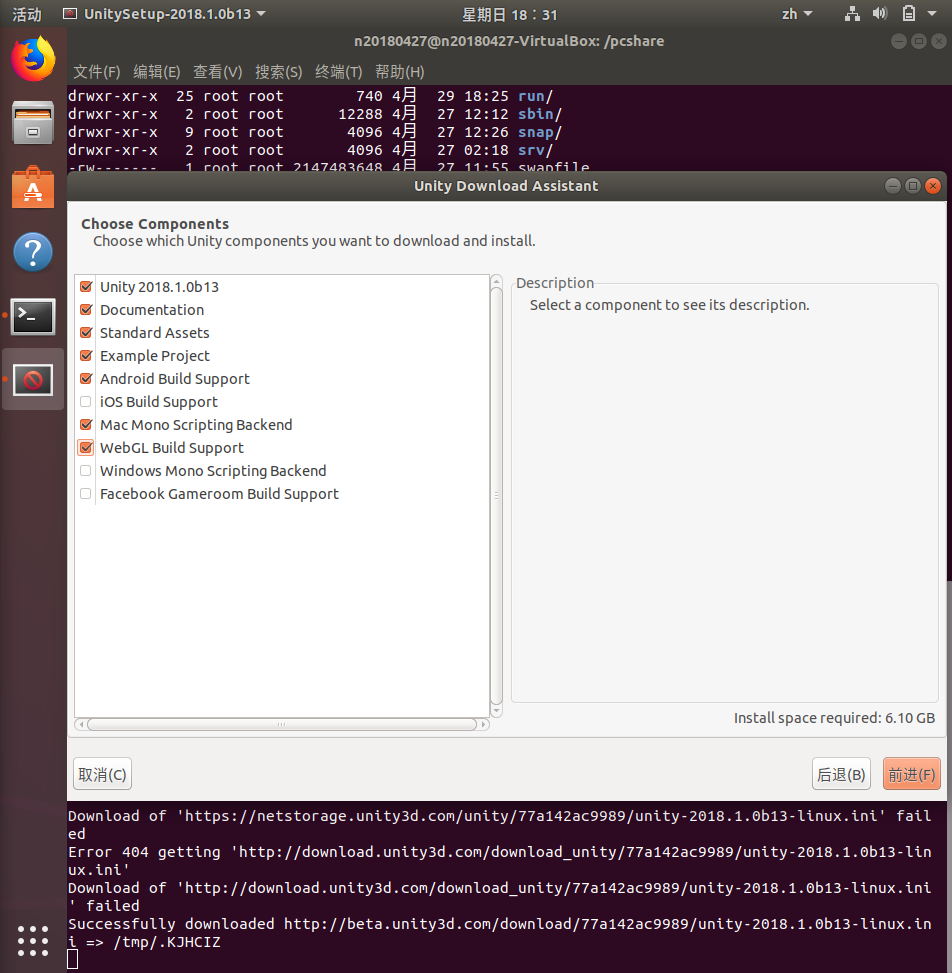 活动 UnitySetup-2018.1.0b13 星期日 18：31 zh
n20180427@n20180427-VirtualBox: /pcshare
文件(F) 编辑(E) 查看(V) 搜索(S) 终端(T) 帮助(H)
drwxr-xr-x 25 root root 740 4月 29 18:25 run/
drwxr-xr-x 2 root root 12288 4月 27 12:12 sbin/
drwxr-xr-x 9 root root 4096 4月 27 12:26 snap/
drwxr-xr-x 2 root root 4096 4月 27 02:18 srv/
-rw------- 1 root root 2147483648 4月 27 11:55 swapfile
Unity Download Assistant
Choose Components
Choose which Unity components you want to download and install.
Unity 2018.1.0b13
Documentation
Standard Assets
Example Project
Android Build Support
iOS Build Support
Mac Mono Scripting Backend
WebGL Build Support
Windows Mono Scripting Backend
Facebook Gameroom Build Support
Description
Select a component to see its description.
Install space required: 6.10 GB
取消(C) 后退(B) 前进(F)
Download of 'https://netstorage.unity3d.com/unity/77a142ac9989/unity-2018.1.0b13-linux.ini' fail
ed
Error 404 getting 'http://download.unity3d.com/download_unity/77a142ac9989/unity-2018.1.0b13-lin
ux.ini'
Download of 'http://download.unity3d.com/download_unity/77a142ac9989/unity-2018.1.0b13-linux.ini
' failed
Successfully downloaded http://beta.unity3d.com/download/77a142ac9989/unity-2018.1.0b13-linux.in
i => /tmp/.KJHCIZ